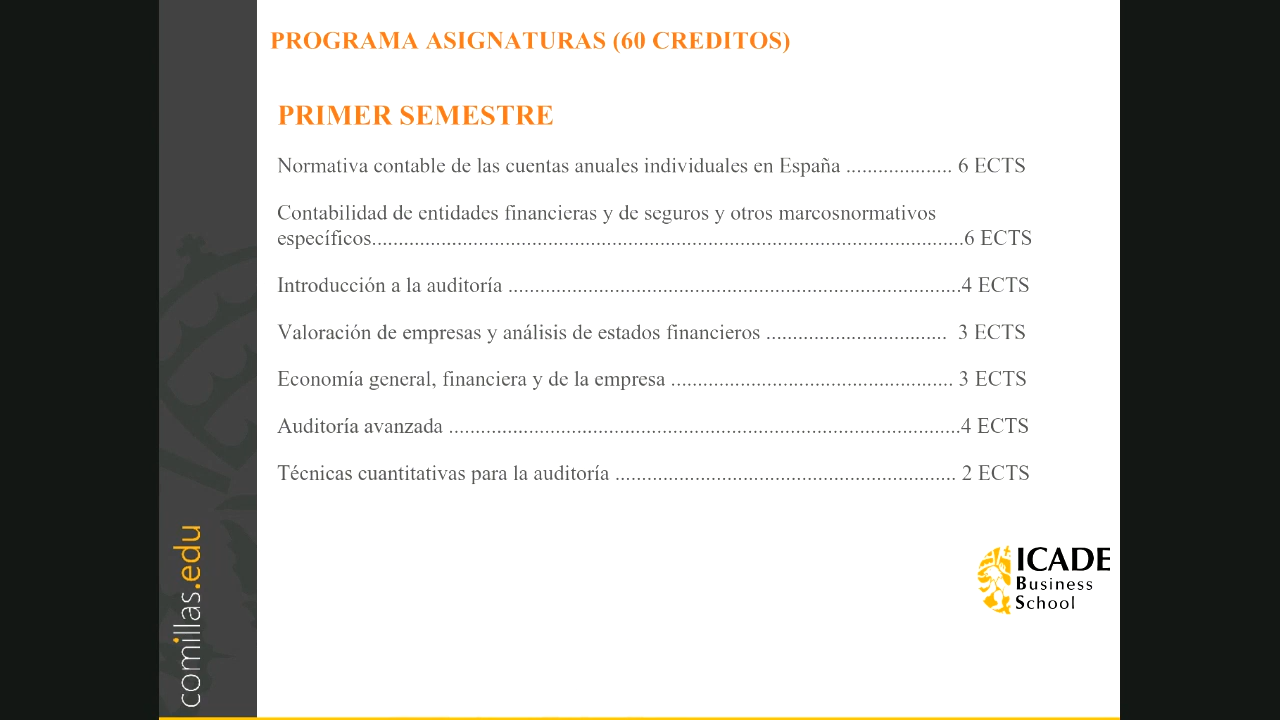 PROGRAMA ASIGNATURAS (60 CREDITOS)
PRIMER SEMESTRE
Normativa contable de las cuentas anuales individuales en España .................... 6 ECTS
Contabilidad de entidades financieras y de seguros y otros marcosnormativos
específicos...............................................................................................................6 ECTS
Introducción a la auditoría .....................................................................................4 ECTS
Valoración de empresas y análisis de estados financieros .................................. 3 ECTS
Economía general, financiera y de la empresa ..................................................... 3 ECTS
Auditoría avanzada ................................................................................................4 ECTS
Técnicas cuantitativas para la auditoría ................................................................ 2 ECTS
comillas.edu
ICADE
Business
School